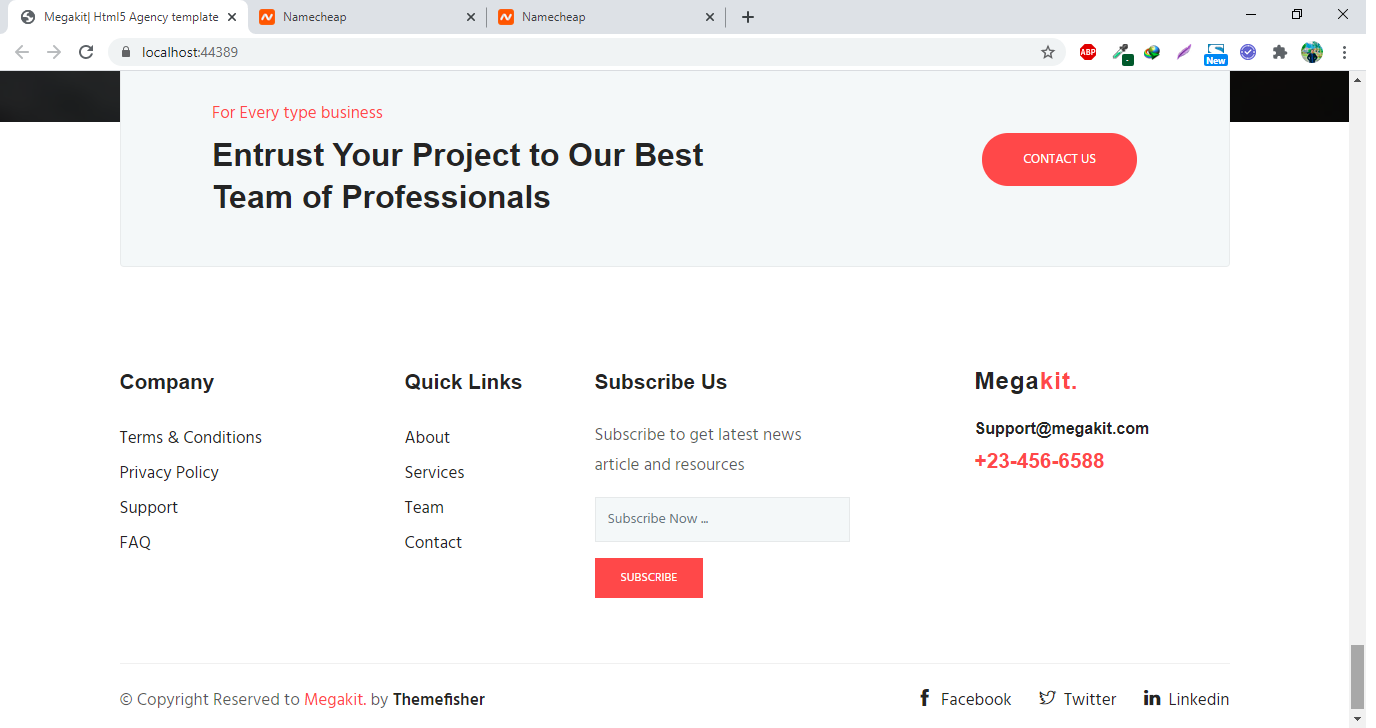 Megakit| Html5 Agency template
Namecheap
Namecheap
localhost:44389
ABP
New
For Every type business
Entrust Your Project to Our Best
Team of Professionals
CONTACT US
Company
Terms & Conditions
Privacy Policy
Support
FAQ
Quick Links
About
Services
Team
Contact
Subscribe Us
Subscribe to get latest news
article and resources
Subscribe Now ...
SUBSCRIBE
Megakit.
Support@megakit.com
+23-456-6588
© Copyright Reserved to Megakit. by Themefisher
Facebook
Twitter
Linkedin